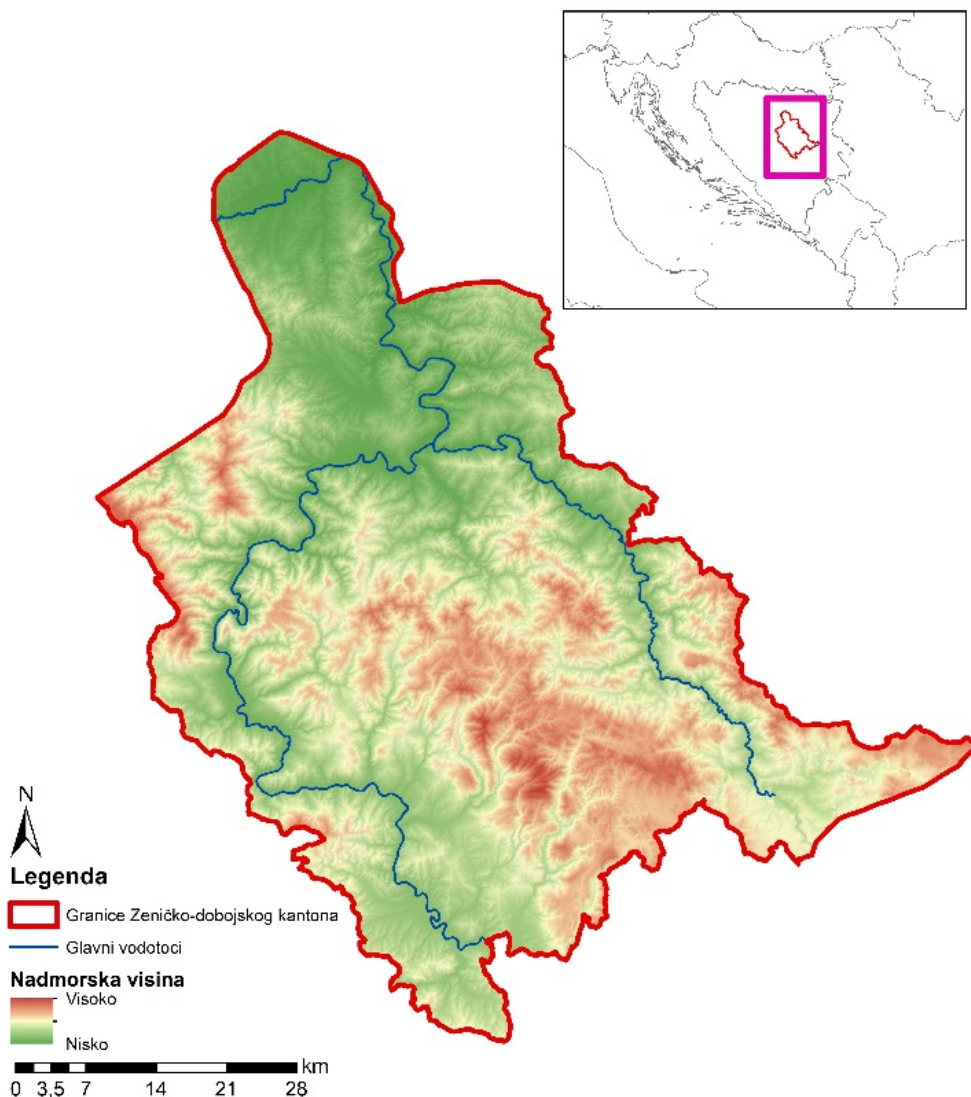 N
Legenda
Granice Zeničko-dobojskog kantona
Glavni vodotoci
Nadmorska visina
Visoko
Nisko
km
0 3,5 7 14 21 28